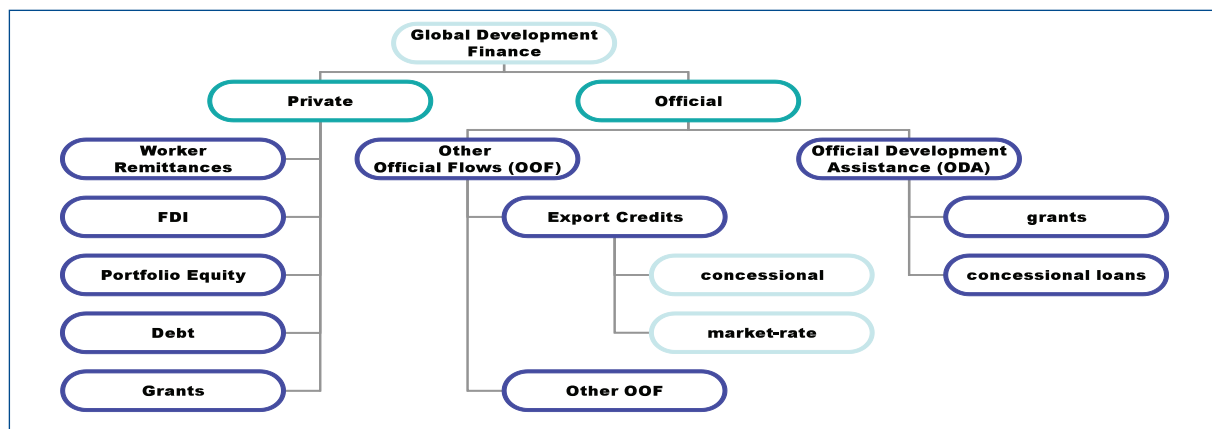 Global Development
Finance
Private
Official
Worker
Remittances
Other
Official Flows (OOF)
Official Development
Assistance (ODA)
FDI
Export Credits
grants
Portfolio Equity
concessional
concessional loans
Debt
market-rate
Grants
Other OOF